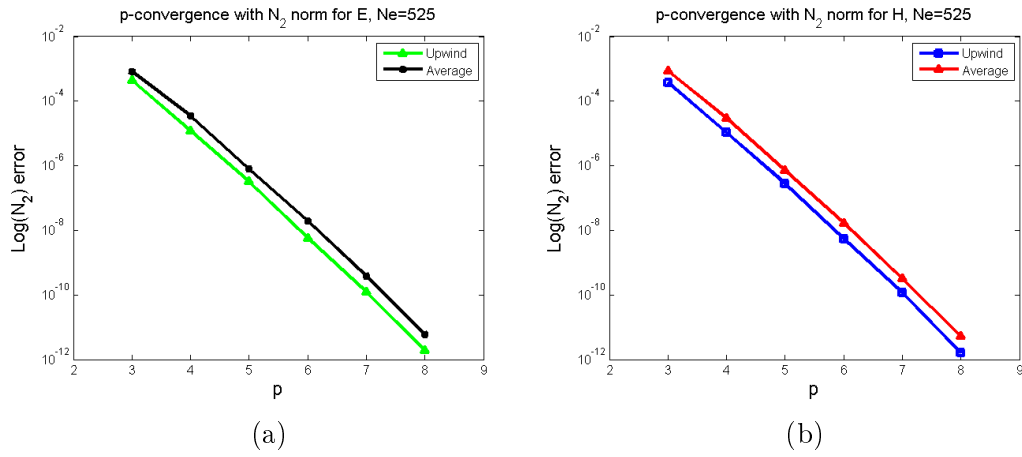 p-convergence with N2 norm for E, Ne=525
Upwind
Average
Log(N2) error
10-2
10-4
10-6
10-8
10-10
10-12
2 3 4 5 6 7 8 9
p
(a)
p-convergence with N2 norm for H, Ne=525
Upwind
Average
Log(N2) error
10-2
10-4
10-6
10-8
10-10
10-12
2 3 4 5 6 7 8 9
p
(b)